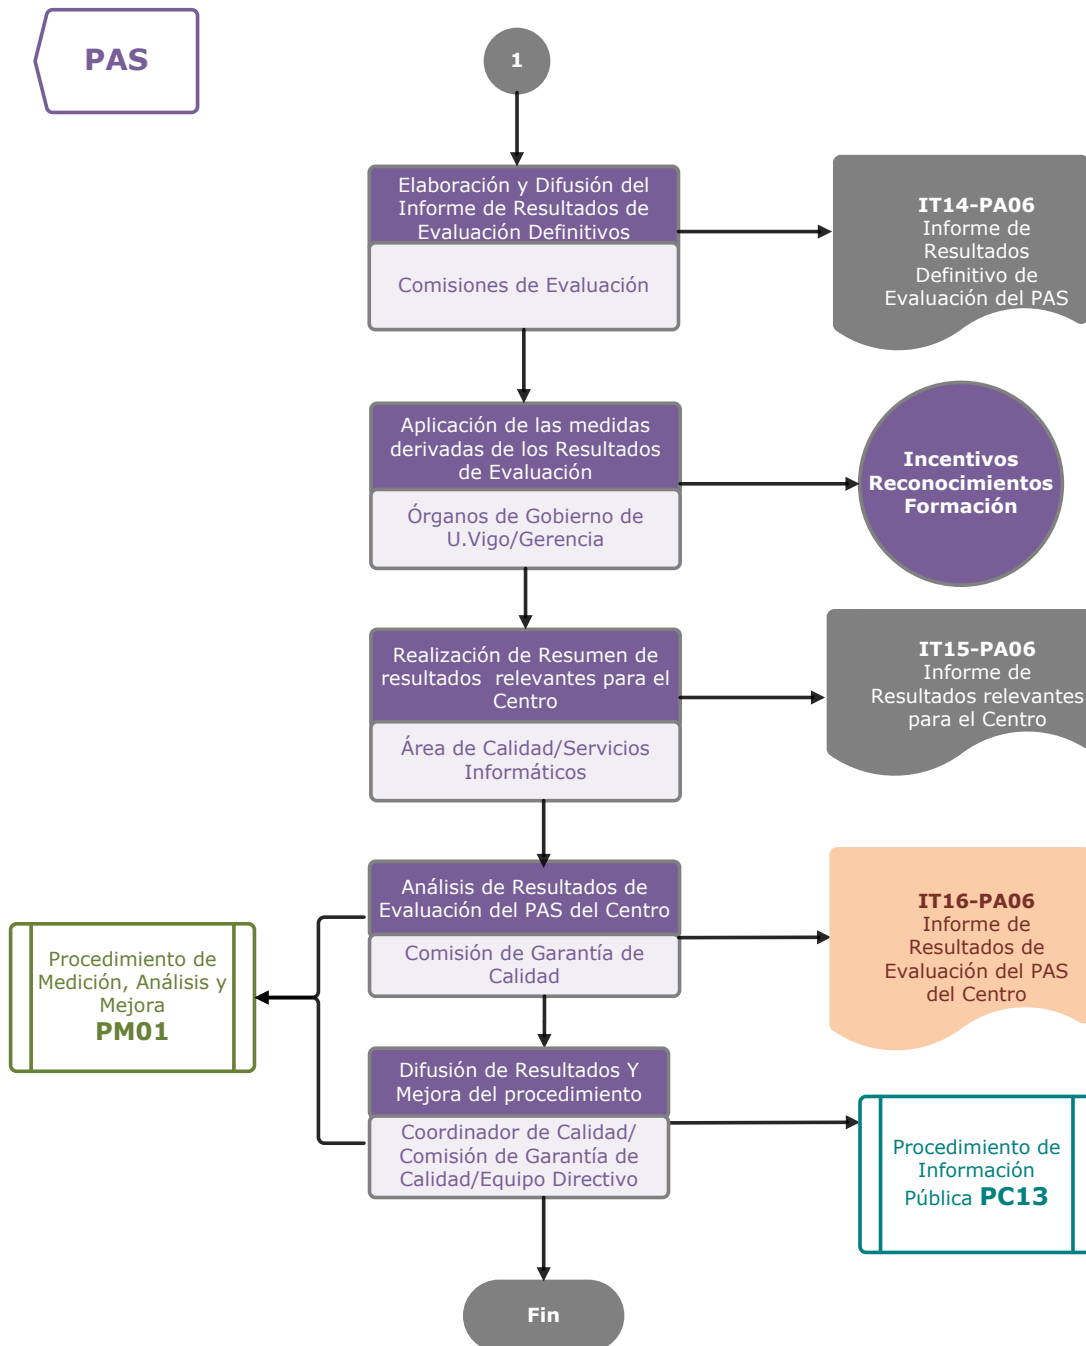 PAS
1
Elaboración y Difusión del
Informe de Resultados de
Evaluación Definitivos
Comisiones de Evaluación
IT14-PA06
Informe de
Resultados
Definitivo de
Evaluación del PAS
Aplicación de las medidas
derivadas de los Resultados
de Evaluación
Órganos de Gobierno de
U.Vigo/Gerencia
Incentivos
Reconocimientos
Formación
Realización de Resumen de
resultados relevantes para el
Centro
Área de Calidad/Servicios
Informáticos
IT15-PA06
Informe de
Resultados relevantes
para el Centro
Análisis de Resultados de
Evaluación del PAS del Centro
Comisión de Garantía de
Calidad
IT16-PA06
Informe de
Resultados de
Evaluación del PAS
del Centro
Procedimiento de
Medición, Análisis y
Mejora
PM01
Difusión de Resultados Y
Mejora del procedimiento
Coordinador de Calidad/
Comisión de Garantía de
Calidad/Equipo Directivo
Procedimiento de
Información
Pública PC13
Fin